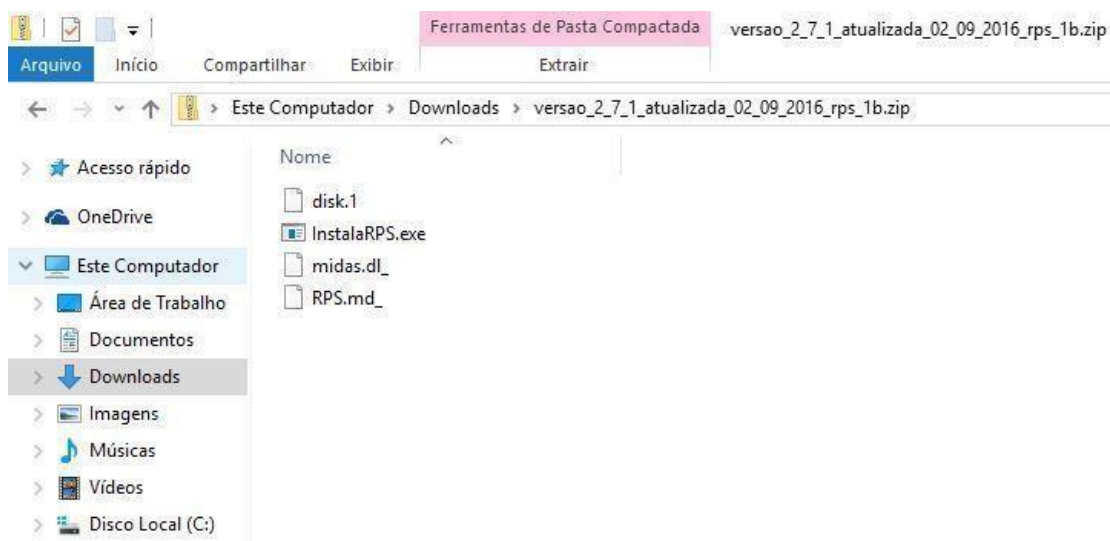 Ferramentas de Pasta Compactada versao_2_7_1_atualizada_02_09_2016_rps_1b.zip
Arquivo Início Compartilhar Exibir Extrair
Este Computador Downloads versao_2_7_1_atualizada_02_09_2016_rps_1b.zip
Acesso rápido
OneDrive
Este Computador
Área de Trabalho
Documentos
Downloads
Imagens
Músicas
Vídeos
Disco Local (C:)
Nome
disk.1
InstalaRPS.exe
midas.dl_
RPS.md_